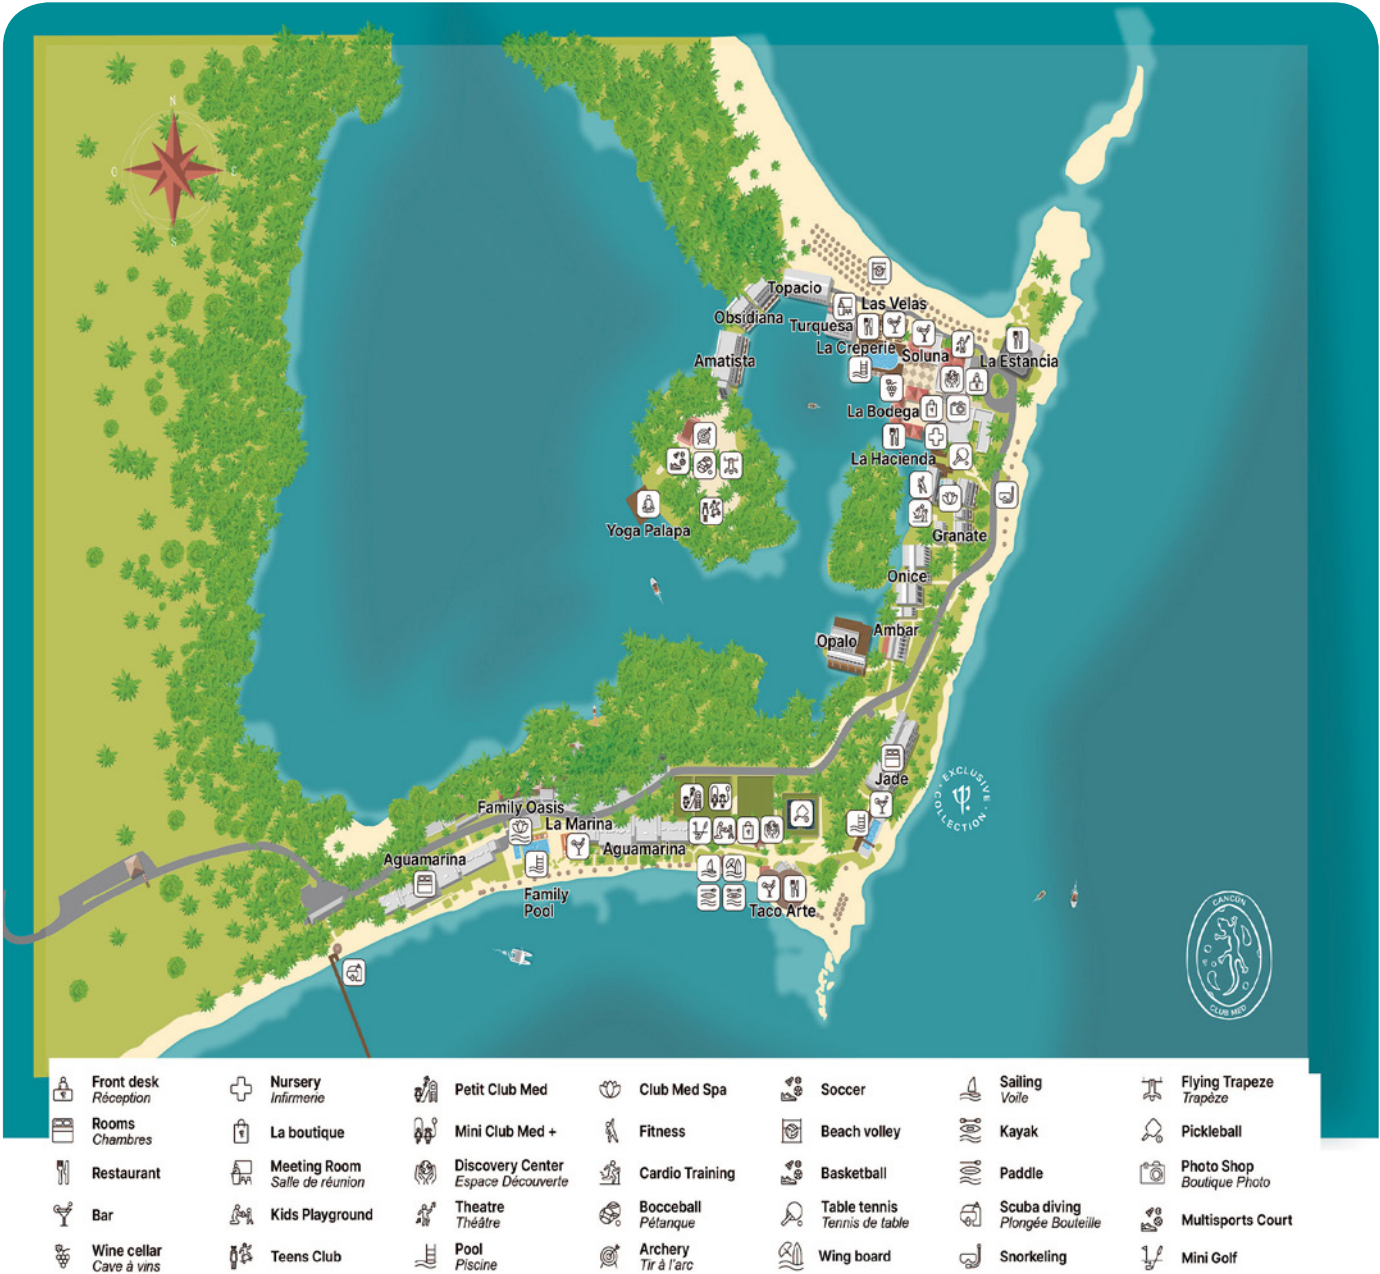 N
O
E
S
Topacio
Las Velas
Obsidiana
Turquesa
La Creperie
Soluna
La Estancia
Amatista
La Bodega
La Hacienda
Yoga Palapa
Granate
Onice
Ambar
Opalo
Jade
EXCLUSIVE
COLLECTION
Family Oasis
La Marina
Aguamarina
Aguamarina
Family
Pool
Taco Arte
CANCÚN
CLUB MED
Front desk
Réception
Rooms
Chambres
Restaurant
Bar
Wine cellar
Cave à vins
Nursery
Infirmerie
La boutique
Meeting Room
Salle de réunion
Kids Playground
Teens Club
Petit Club Med
Mini Club Med +
Discovery Center
Espace Découverte
Theatre
Théâtre
Pool
Piscine
Club Med Spa
Fitness
Cardio Training
Bocceball
Pétanque
Archery
Tir à l'arc
Soccer
Beach volley
Basketball
Table tennis
Tennis de table
Wing board
Sailing
Voile
Kayak
Paddle
Scuba diving
Plongée Bouteille
Snorkeling
Flying Trapeze
Trapèze
Pickleball
Photo Shop
Boutique Photo
Multisports Court
Mini Golf